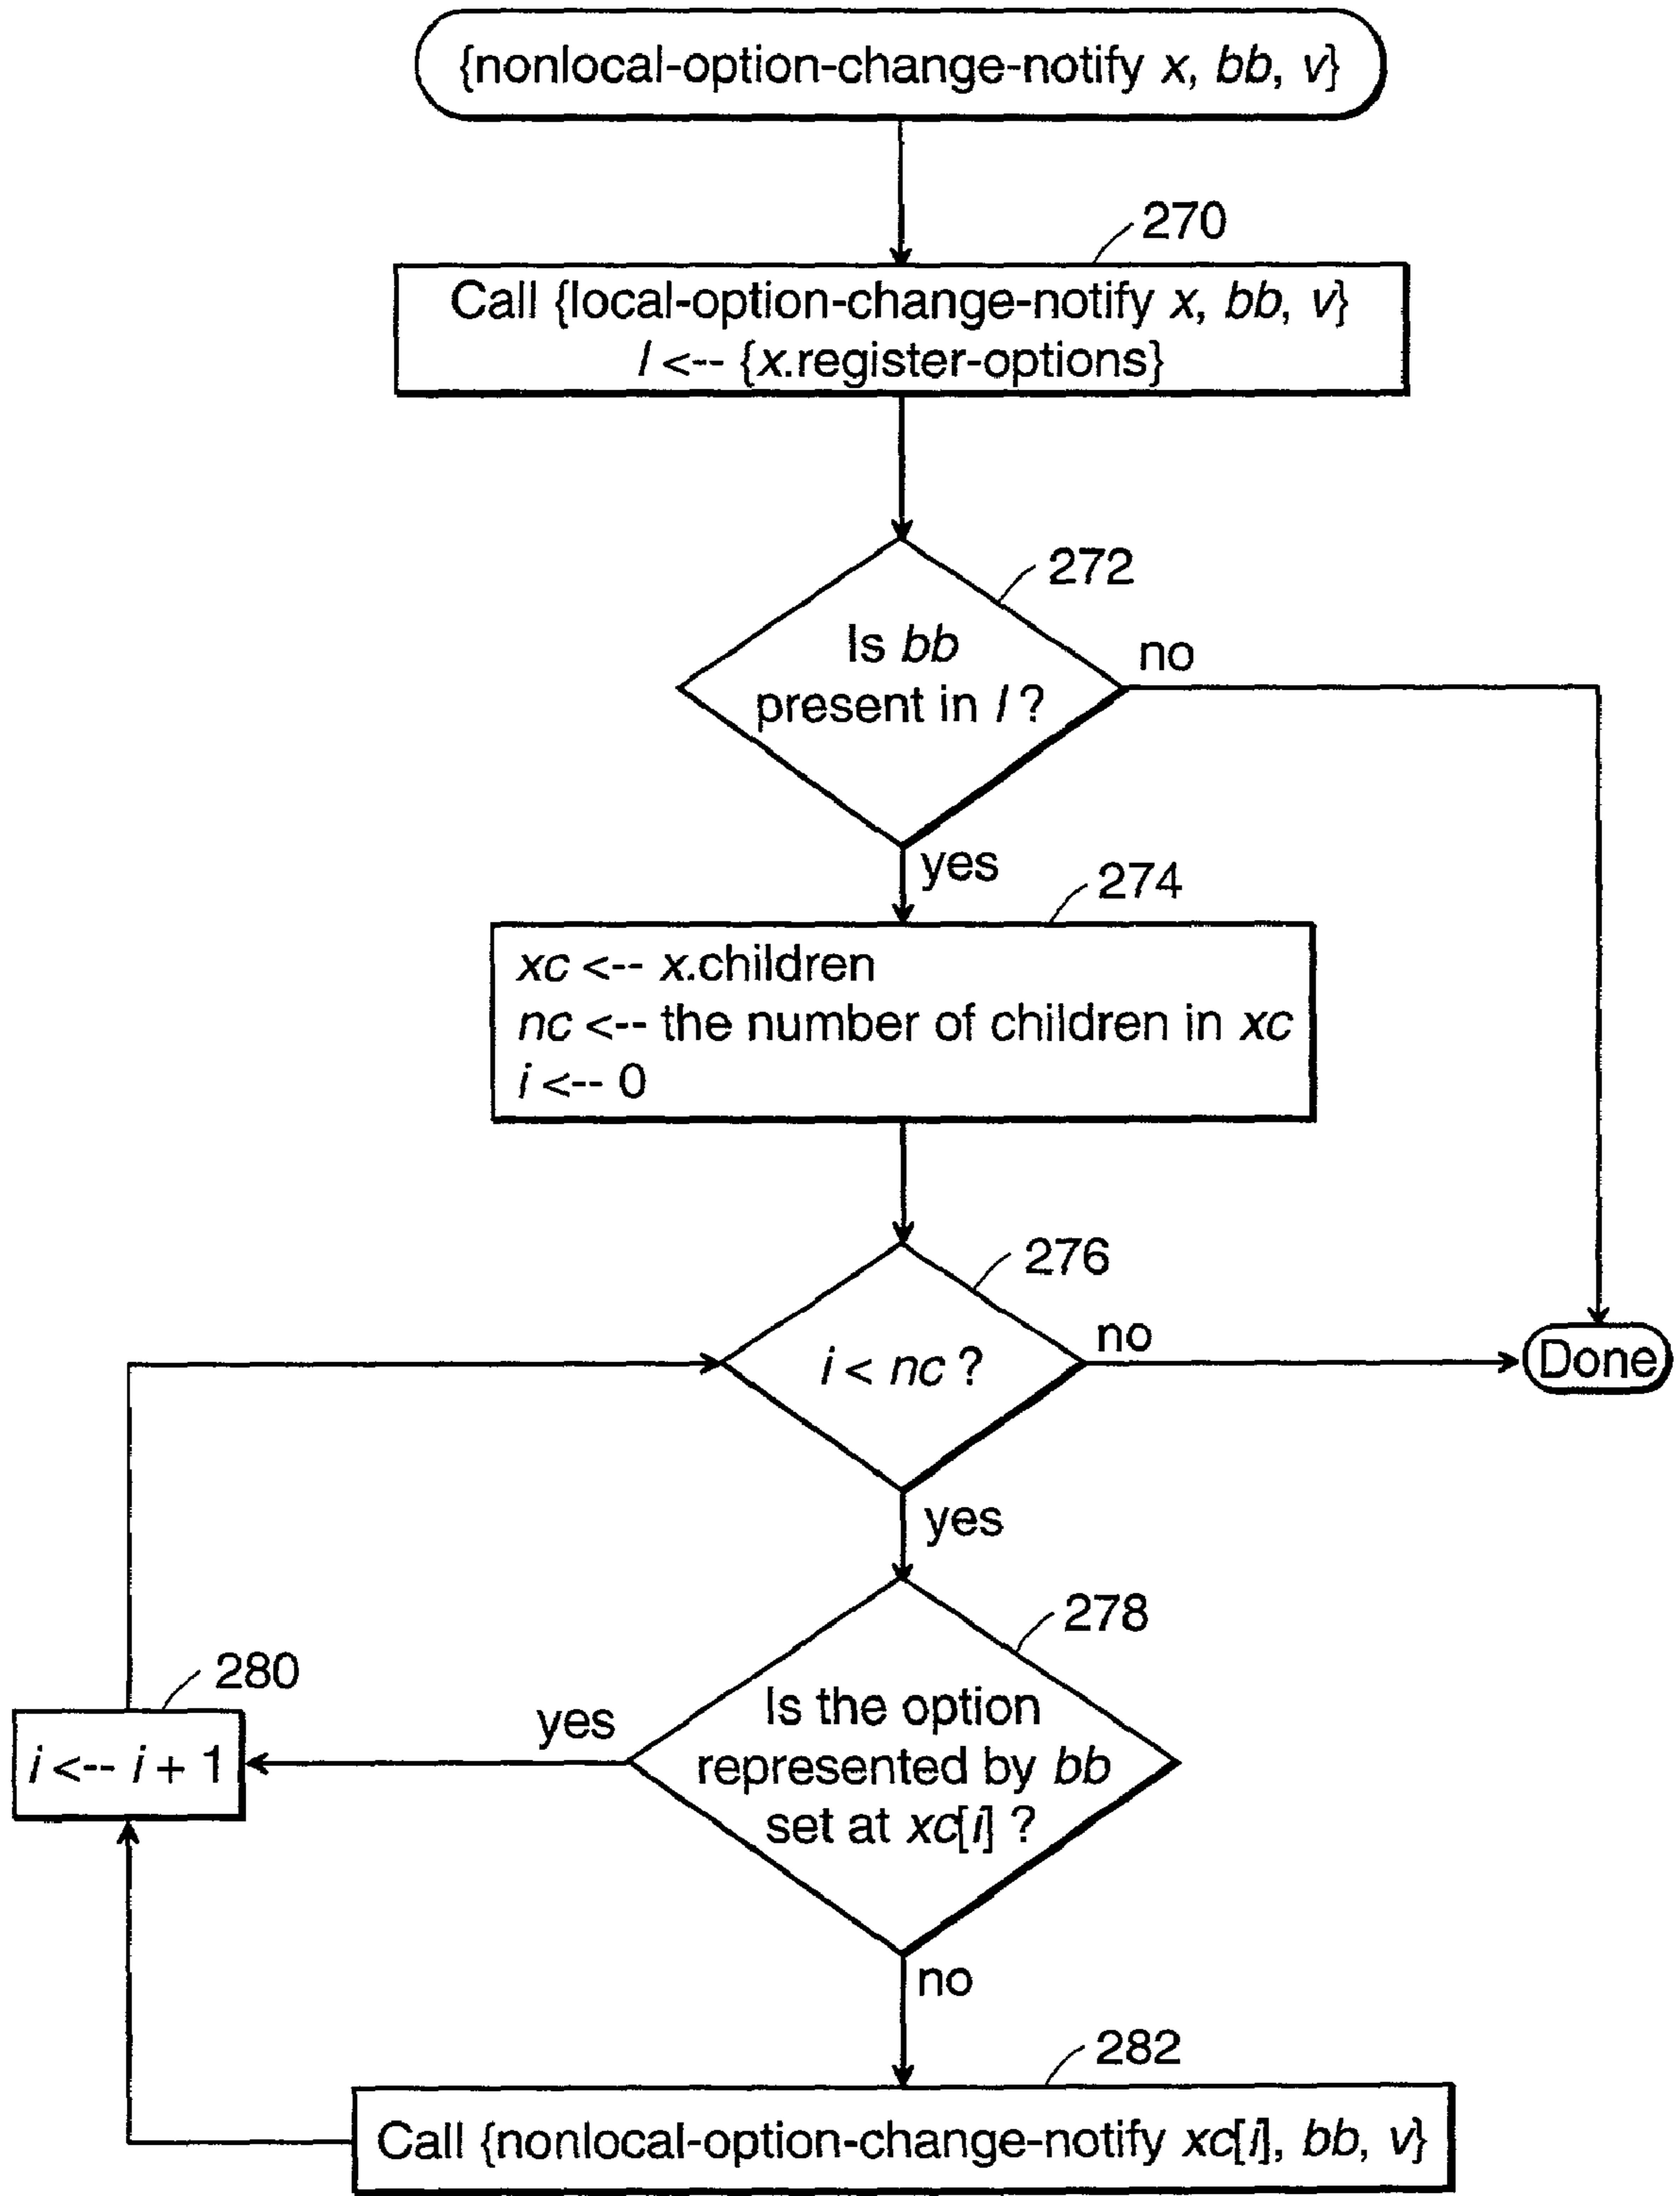 {nonlocal-option-change-notify x, bb, v}
270
Call {local-option-change-notify x, bb, v}
l <-- {x.register-options}
272
Is bb
present in l ?
no
yes
274
xc <-- x.children
nc <-- the number of children in xc
i <-- 0
276
i < nc ?
no
Done
yes
278
280
Is the option
represented by bb
set at xc[i] ?
yes
i <-- i + 1
no
282
Call {nonlocal-option-change-notify xc[i], bb, v}